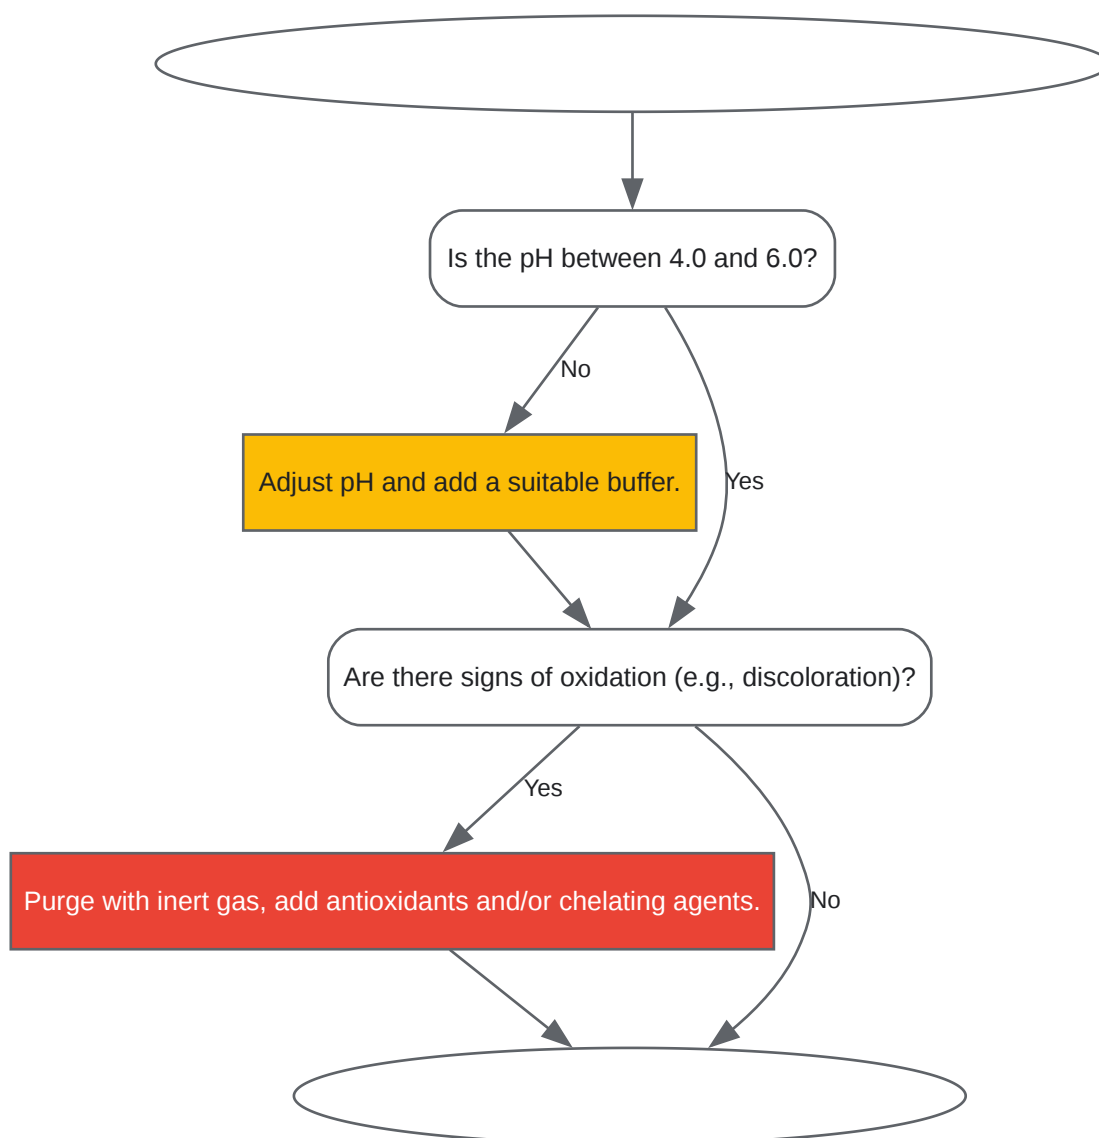 Is the pH between 4.0 and 6.0?
No
Adjust pH and add a suitable buffer.
Yes
Are there signs of oxidation (e.g., discoloration)?
Yes
Purge with inert gas, add antioxidants and/or chelating agents.
No